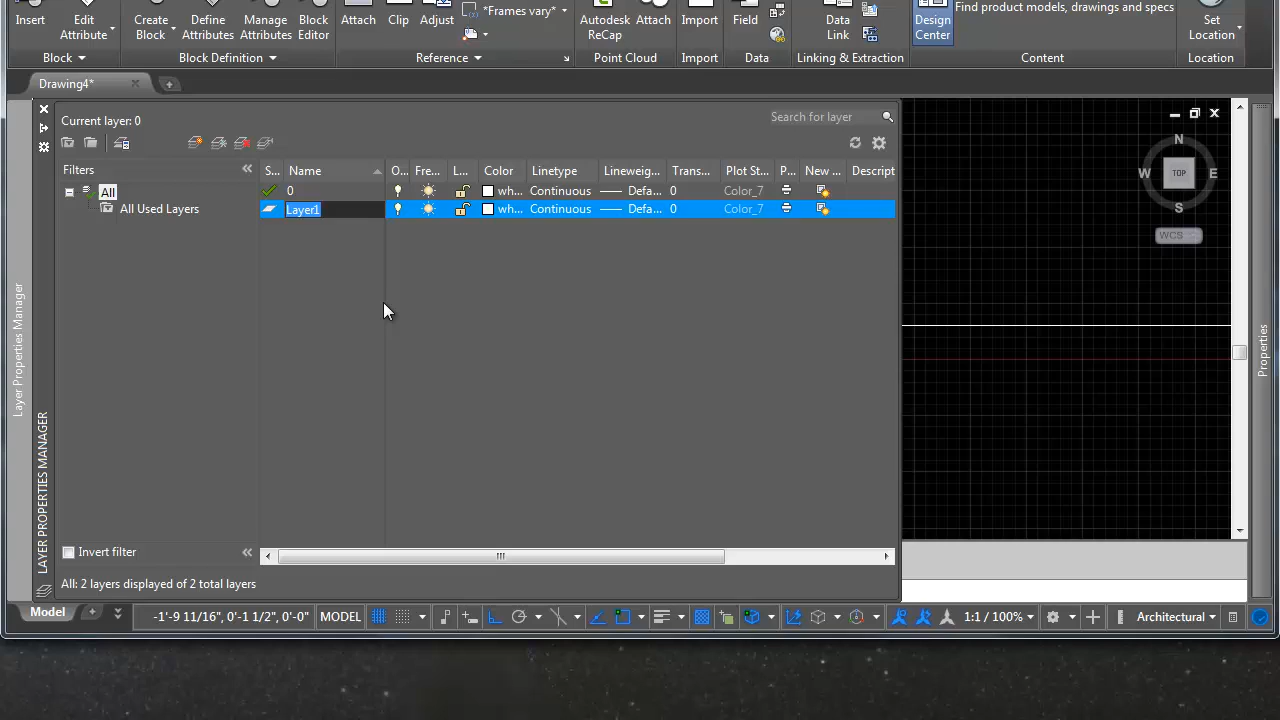 *Frames vary*
Find product models, drawings and specs
Insert
Edit
Attribute
Create
Block
Define
Attributes
Manage
Attributes
Block
Editor
Attach
Clip
Adjust
Autodesk
ReCap
Attach
Import
Field
Data
Link
Design
Center
Set
Location
Block
Block Definition
Reference
Point Cloud
Import
Data
Linking & Extraction
Content
Location
Drawing4*
Current layer: 0
Search for layer
Filters
S... Name O.. Fre... L... Color Linetype Lineweig... Trans... Plot St... P... New ... Descript
All
0 wh... Continuous Defa... 0 Color_7
All Used Layers
Layer1 wh... Continuous Defa... 0 Color_7
N
W TOP E
S
WCS
Layer Properties Manager
LAYER PROPERTIES MANAGER
Properties
Invert filter
All: 2 layers displayed of 2 total layers
Model
-1'-9 11/16", 0'-1 1/2", 0'-0" MODEL 1:1 / 100% Architectural